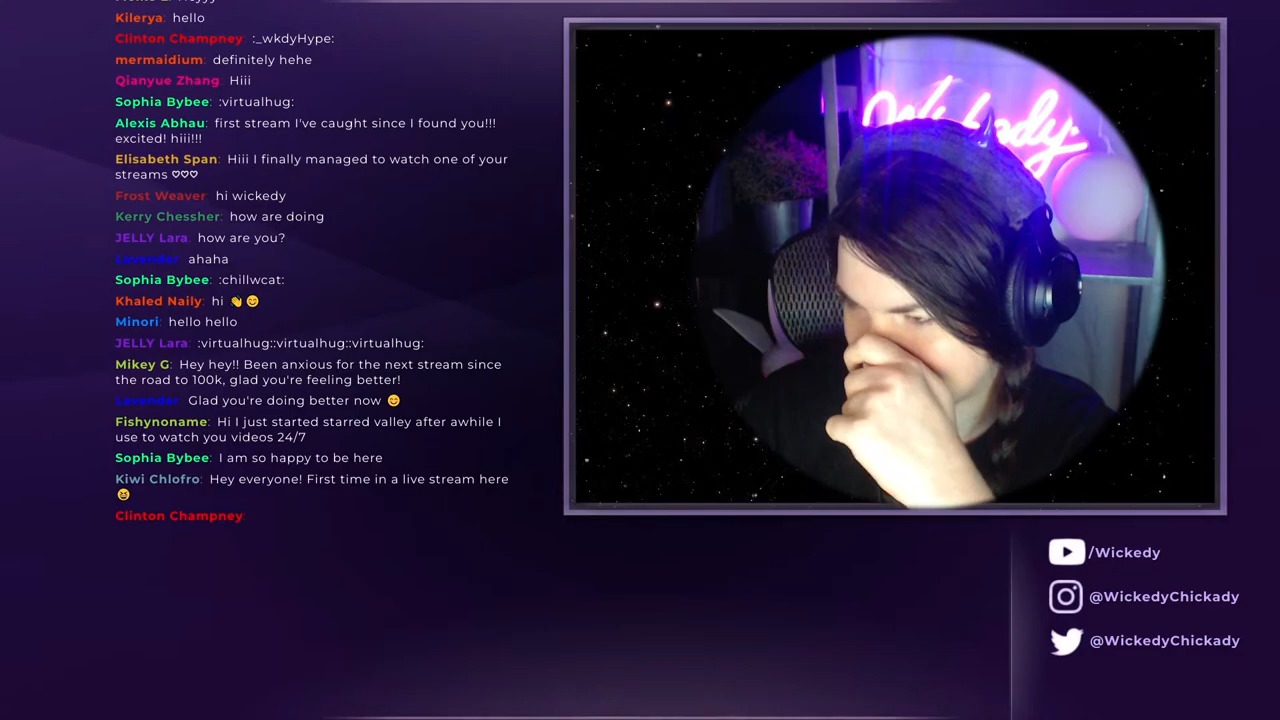 Kilerya: hello
Clinton Champney: :_wkdyHype:
mermaidium: definitely hehe
Qianyue Zhang: Hiii
Sophia Bybee: :virtualhug:
Alexis Abhau: first stream I've caught since I found you!!!
excited! hiii!!!
Elisabeth Span: Hiii I finally managed to watch one of your
streams ♡♡♡
Frost Weaver: hi wickedy
Kerry Chessher: how are doing
JELLY Lara: how are you?
Lavender: ahaha
Sophia Bybee: :chillwcat:
Khaled Naily: hi 👋😊
Minori: hello hello
JELLY Lara: :virtualhug::virtualhug::virtualhug:
Mikey G: Hey hey!! Been anxious for the next stream since
the road to 100k, glad you're feeling better!
Lavender: Glad you're doing better now 😊
Fishynoname: Hi I just started starred valley after awhile I
use to watch you videos 24/7
Sophia Bybee: I am so happy to be here
Kiwi Chlofro: Hey everyone! First time in a live stream here
😆
Clinton Champney:
Wickedy
/Wickedy
@WickedyChickady
@WickedyChickady